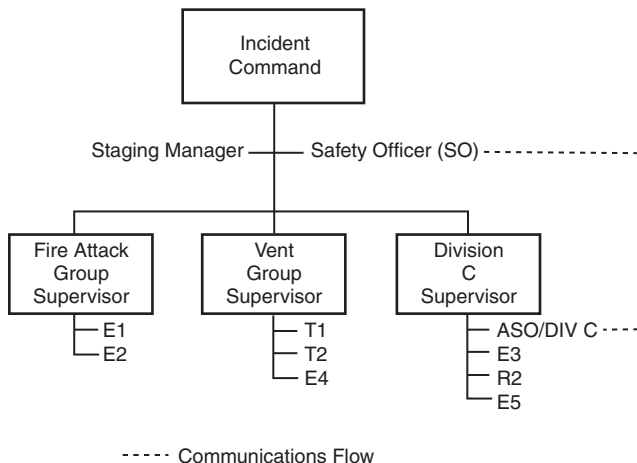 Incident
Command
Staging Manager
Safety Officer (SO)
Fire Attack
Group
Supervisor
Vent
Group
Supervisor
Division
C
Supervisor
E1
E2
T1
T2
E4
ASO/DIV C
E3
R2
E5
Communications Flow